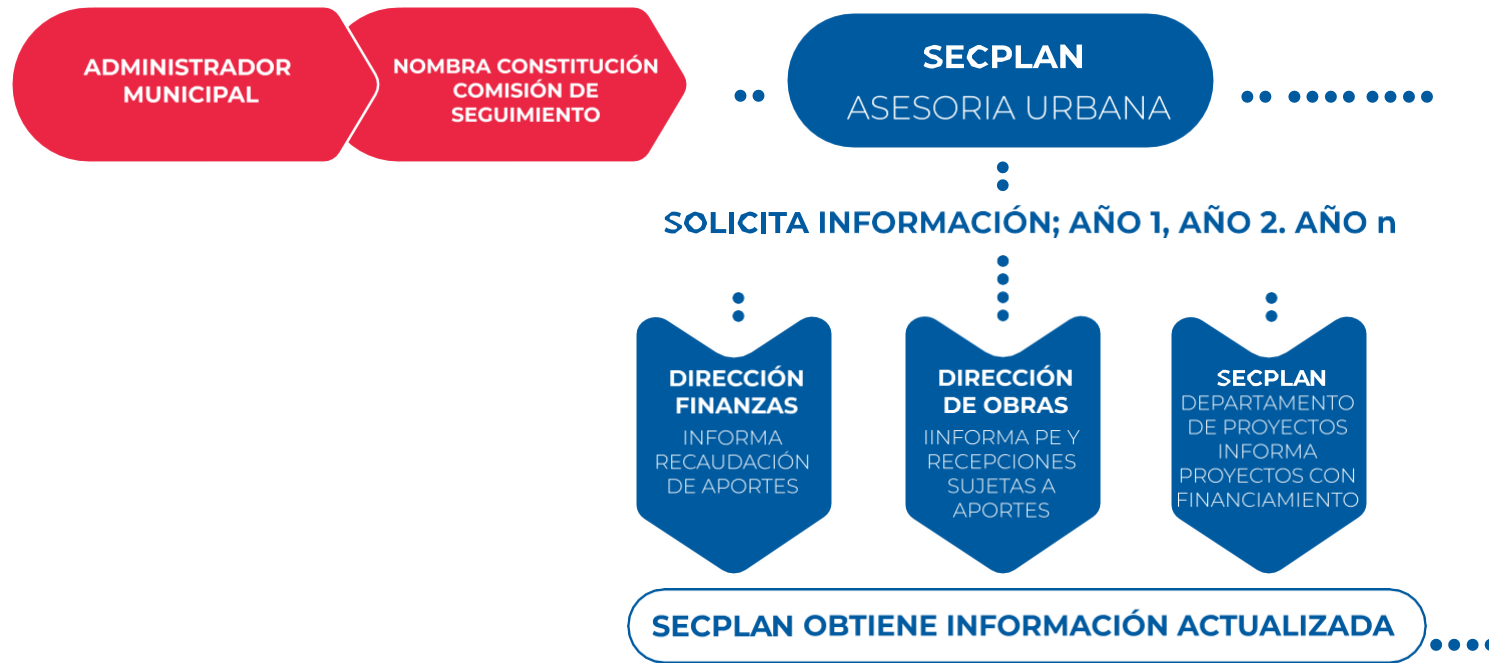 ADMINISTRADOR
MUNICIPAL
NOMBRA CONSTITUCIÓN
COMISIÓN DE
SEGUIMIENTO
SECPLAN
ASESORIA URBANA
SOLICITA INFORMACIÓN; AÑO 1, AÑO 2. AÑO n
DIRECCIÓN
FINANZAS
INFORMA
RECAUDACIÓN
DE APORTES
DIRECCIÓN
DE OBRAS
IINFORMA PE Y
RECEPCIONES
SUJETAS A
APORTES
SECPLAN
DEPARTAMENTO
DE PROYECTOS
INFORMA
PROYECTOS CON
FINANCIAMIENTO
SECPLAN OBTIENE INFORMACIÓN ACTUALIZADA